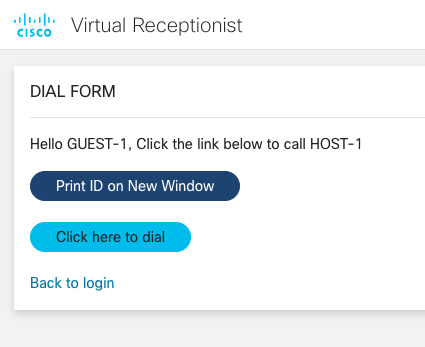 cisco
Virtual Receptionist
DIAL FORM
Hello GUEST-1, Click the link below to call HOST-1
Print ID on New Window
Click here to dial
Back to login